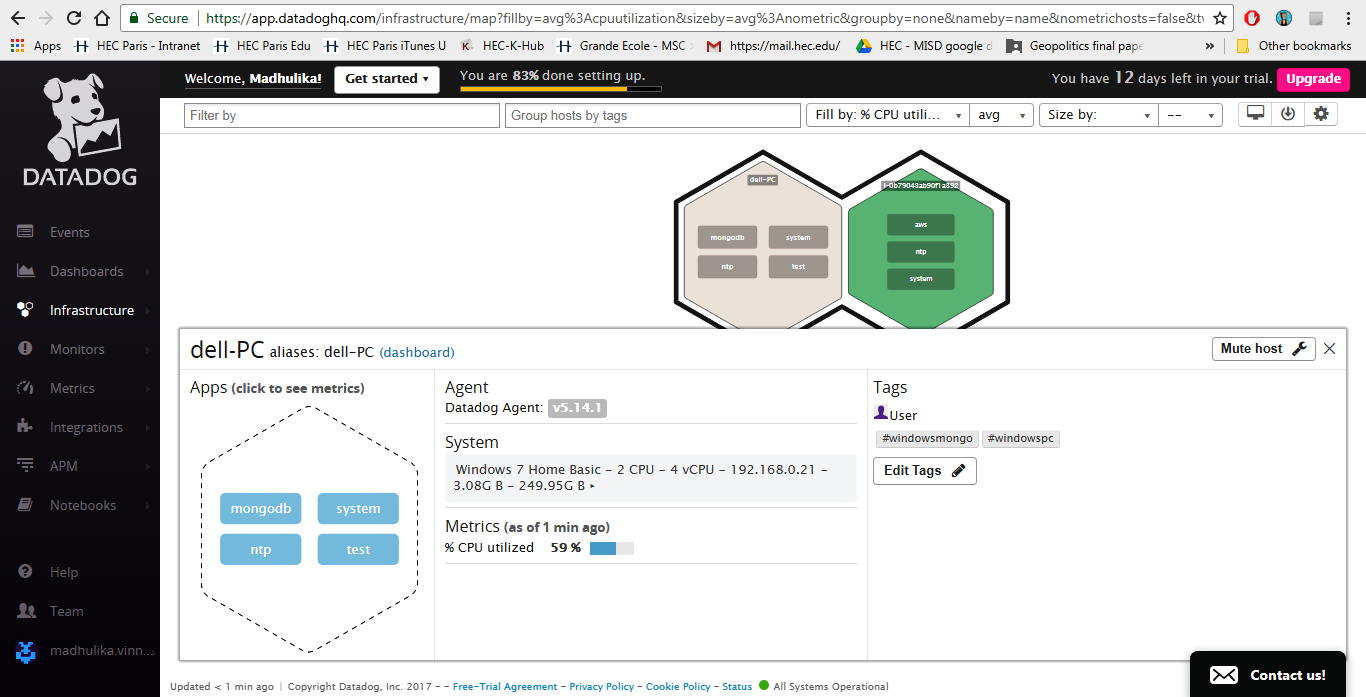 Secure
https://app.datadoghq.com/infrastructure/map?fillby=avg%3Acpuutilization&sizeby=avg%3Anometric&groupby=none&nameby=name&nometrichosts=false&tv
Apps HEC Paris - Intranet HEC Paris Edu HEC Paris iTunes U HEC-K-Hub Grande Ecole - MSC https://mail.hec.edu/ HEC - MISD google d Geopolitics final pape » Other bookmarks
DATADOG
Events
Dashboards
Infrastructure
Monitors
Metrics
Integrations
APM
Notebooks
Help
Team
madhulika.vinn...
Welcome, Madhulika!
Get started
You are 83% done setting up.
You have 12 days left in your trial.
Upgrade
Filter by
Group hosts by tags
Fill by: % CPU utili...
avg
Size by:
--
dell-PC
mongodb system
ntp test
i-0b79048ab90f1a892
aws
ntp
system
dell-PC aliases: dell-PC (dashboard)
Mute host
Apps (click to see metrics)
mongodb system
ntp test
Agent
Datadog Agent: v5.14.1
System
Windows 7 Home Basic - 2 CPU - 4 vCPU - 192.168.0.21 -
3.08G B - 249.95G B
Metrics (as of 1 min ago)
% CPU utilized 59 %
Tags
User
#windowsmongo #windowspc
Edit Tags
Updated < 1 min ago | Copyright Datadog, Inc. 2017 - - Free-Trial Agreement - Privacy Policy - Cookie Policy - Status All Systems Operational
Contact us!